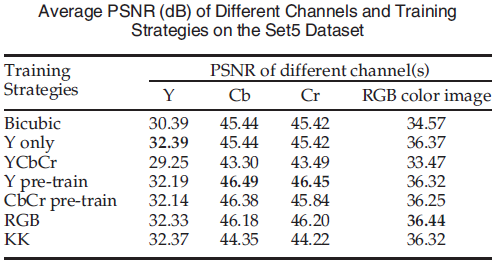 Average PSNR (dB) of Different Channels and Training
Strategies on the Set5 Dataset
Training Strategies PSNR of different channel(s)
Y Cb Cr RGB color image
Bicubic 30.39 45.44 45.42 34.57
Y only 32.39 45.44 45.42 36.37
YCbCr 29.25 43.30 43.49 33.47
Y pre-train 32.19 46.49 46.45 36.32
CbCr pre-train 32.14 46.38 45.84 36.25
RGB 32.33 46.18 46.20 36.44
KK 32.37 44.35 44.22 36.32